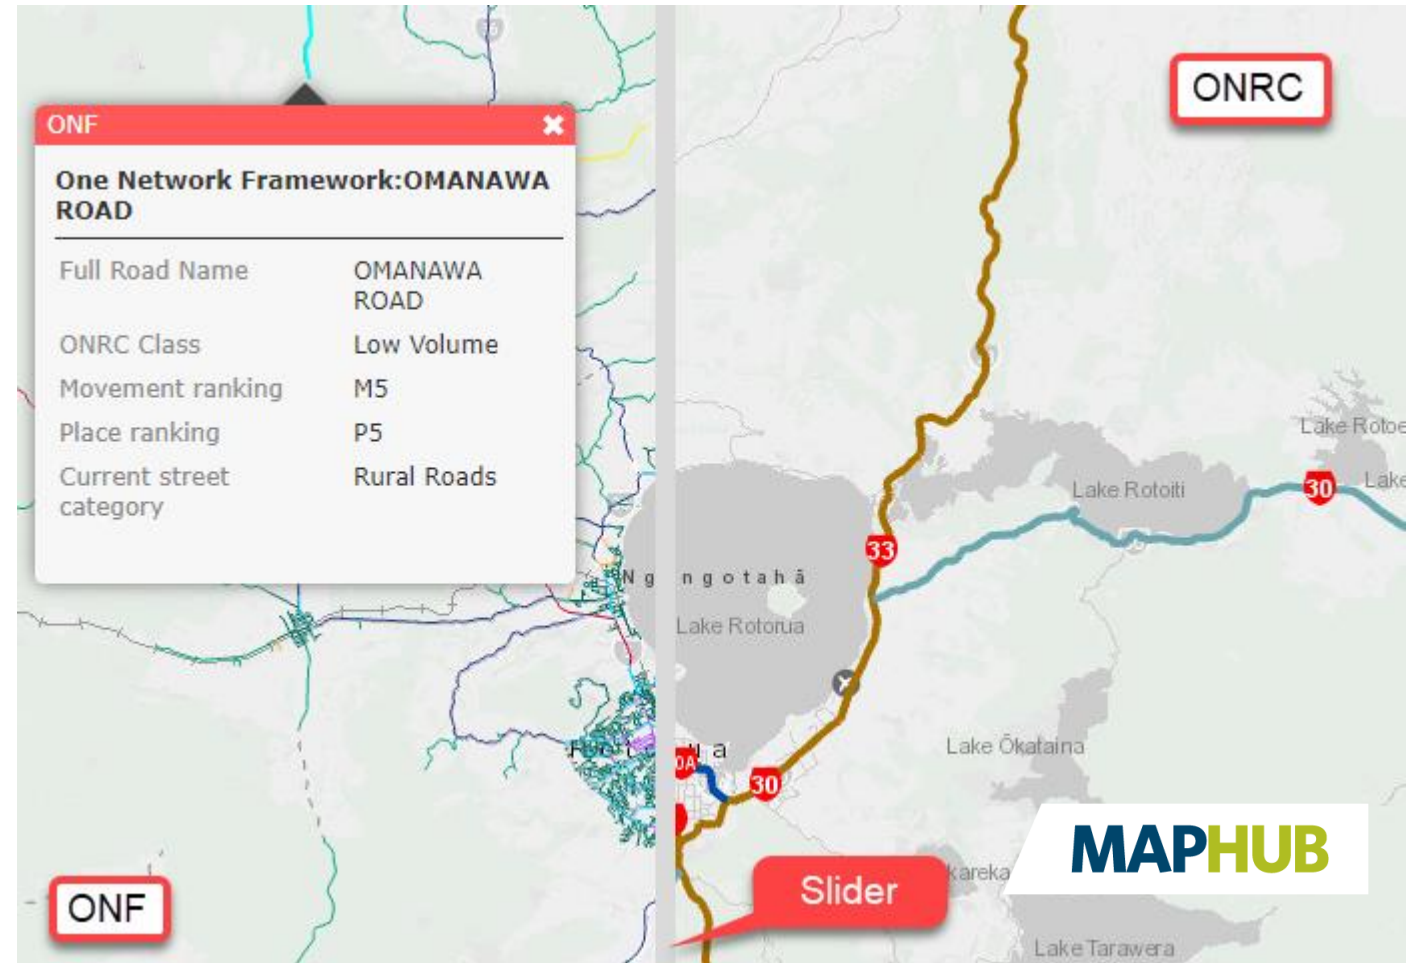 ONF
One Network Framework:OMANAWA
ROAD
Full Road Name OMANAWA
ROAD
ONRC Class Low Volume
Movement ranking M5
Place ranking P5
Current street Rural Roads
category
ONF
ONRC
Lake Rotoiti
30
Lake
33
Lake Rotorua
Lake Ōkataina
0A
30
MAPHUB
Slider
Lake Tarawera